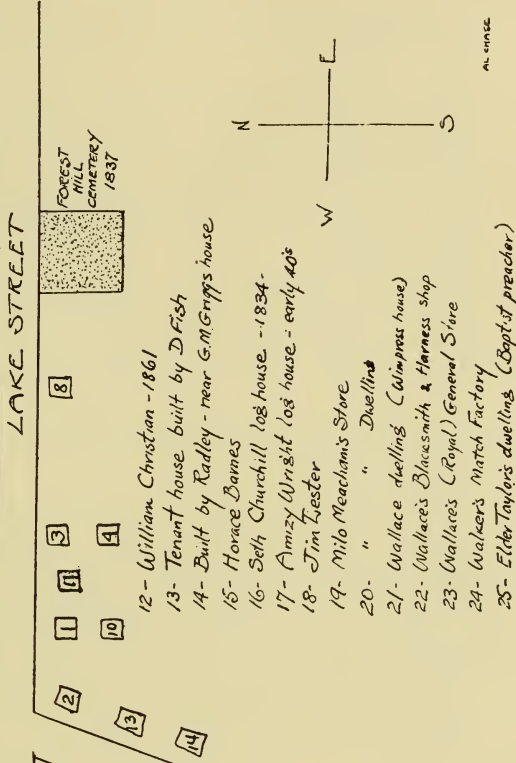 LAKE STREET
FOREST
HILL
CEMETERY
1837
2
1
3
8
13
10
4
14
N
W
E
S
12- William Christian - 1861
13- Tenant house built by D Fish
14- Built by Radley - near G.M. Griggs house
15- Horace Barnes
16- Seth Churchill log house - 1834-
17- Amizy Wright log house - early 40's
18- Jim Lester
19- Milo Meacham's Store
20- " " Dwelling
21- Wallace dwelling (Wimpress house)
22- Wallace's Blacksmith & Harness shop
23- Wallace's (Royal) General Store
24- Walker's Match Factory
25- Elder Taylor's dwelling (Baptist preacher)
AL CHASE